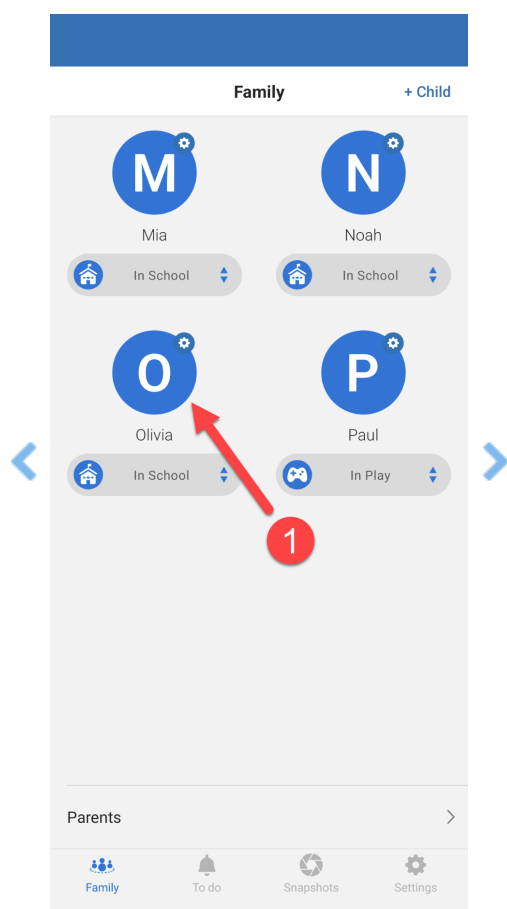 Family
+ Child
M
N
Mia
Noah
In School
In School
O
P
Olivia
Paul
In School
In Play
1
Parents
Family
To do
Snapshots
Settings